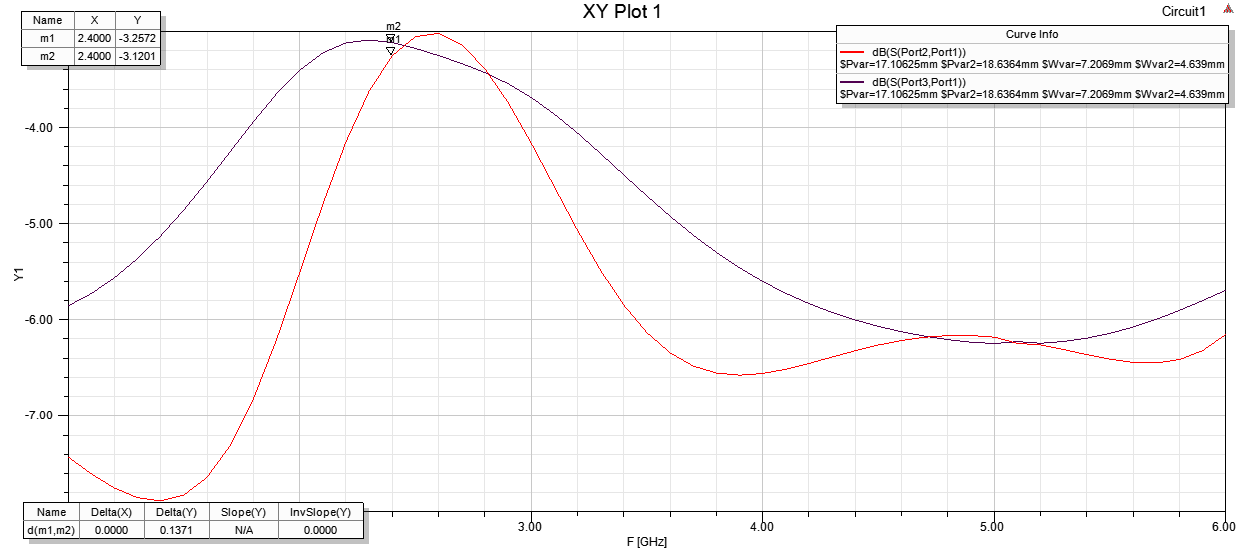 XY Plot 1
Circuit1
Name X Y
m1 2.4000 -3.2572
m2 2.4000 -3.1201
m2
m1
Curve Info
dB(S(Port2,Port1))
$Pvar=17.10625mm $Pvar2=18.6364mm $Wvar=7.2069mm $Wvar2=4.639mm
dB(S(Port3,Port1))
$Pvar=17.10625mm $Pvar2=18.6364mm $Wvar=7.2069mm $Wvar2=4.639mm
-4.00
-5.00
Y1
-6.00
-7.00
Name Delta(X) Delta(Y) Slope(Y) InvSlope(Y)
d(m1,m2) 0.0000 0.1371 N/A 0.0000
3.00 4.00 5.00 6.00
F [GHz]